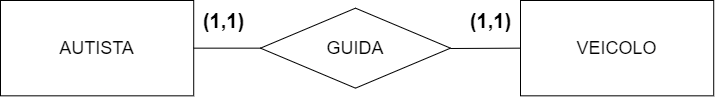 (1,1) (1,1)
AUTISTA GUIDA VEICOLO